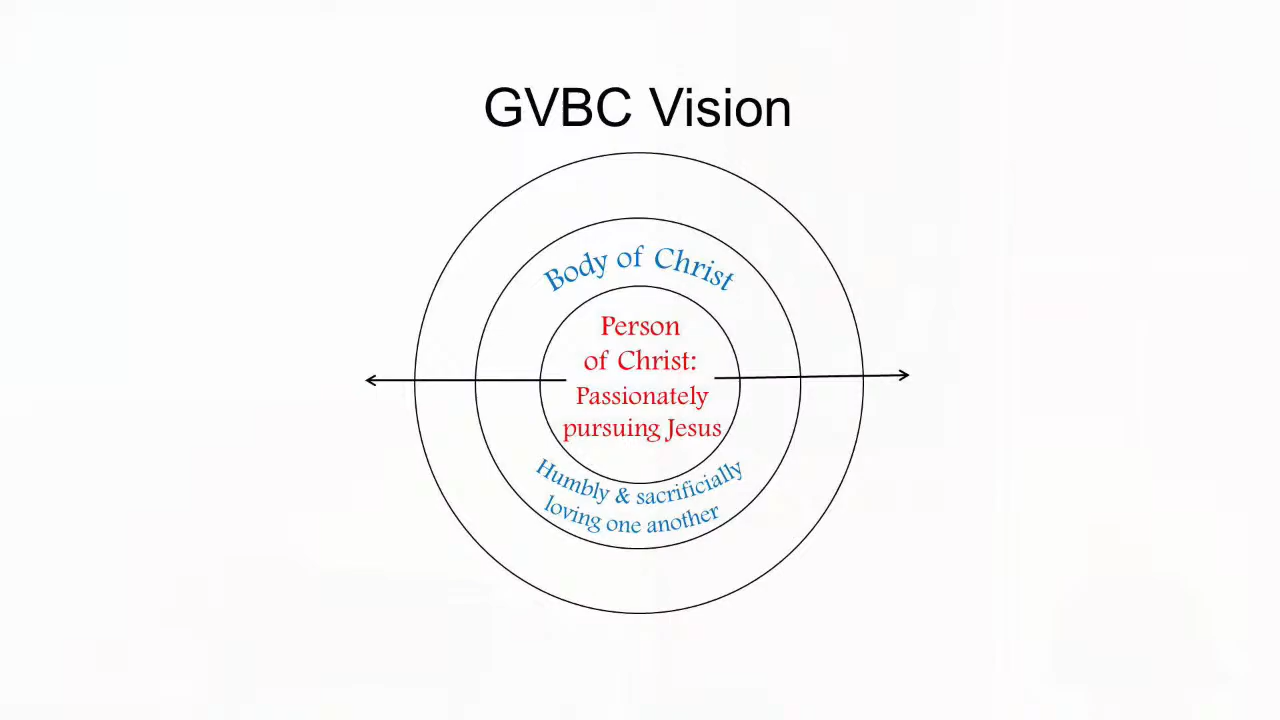 GVBC Vision
Body of Christ
Person
of Christ:
Passionately
pursuing Jesus
Humbly & sacrificially
loving one another